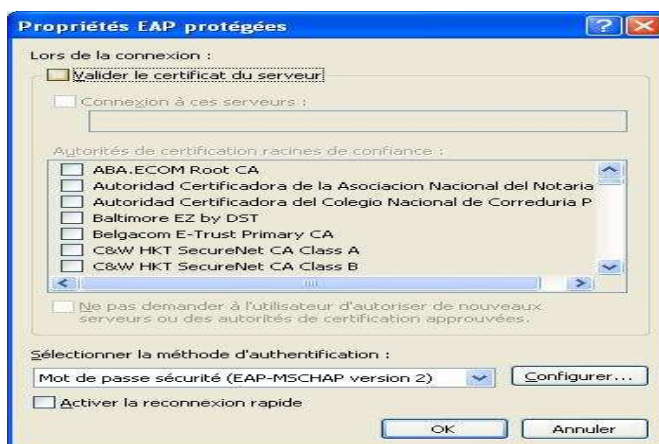 Propriétés EAP protégées
Lors de la connexion :
Valider le certificat du serveur
Connexion à ces serveurs :
Autorités de certification racines de confiance :
ABA.ECOM Root CA
Autoridad Certificadora de la Asociacion Nacional del Notaria
Autoridad Certificadora del Colegio Nacional de Correduria P
Baltimore EZ by DST
Belgacom E-Trust Primary CA
C&W HKT SecureNet CA Class A
C&W HKT SecureNet CA Class B
Ne pas demander à l'utilisateur d'autoriser de nouveaux
serveurs ou des autorités de certification approuvées.
Sélectionner la méthode d'authentification :
Mot de passe sécurité (EAP-MSCHAP version 2) Configurer...
Activer la reconnexion rapide
OK Annuler